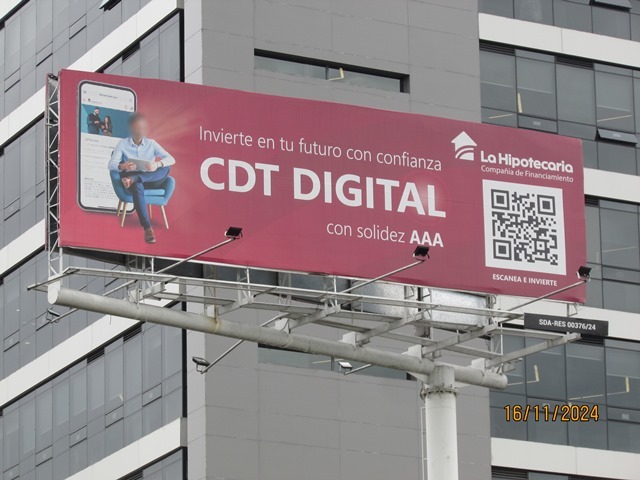 Invierte en tu futuro con confianza
CDT DIGITAL
con solidez AAA
La Hipotecaria
Compañía de Financiamiento
ESCANEA E INVIERTE
SDA-RES 00376/24
16/11/2024